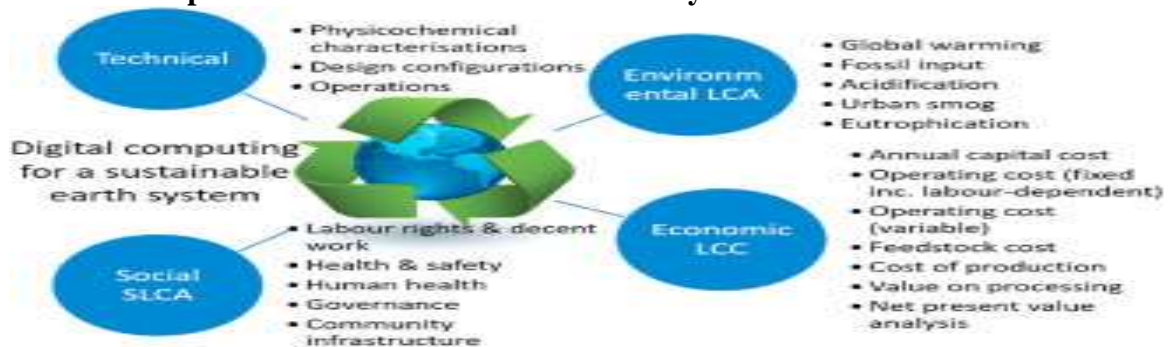 Technical
• Physicochemical
characterisations
• Design configurations
• Operations
Environm
ental LCA
• Global warming
• Fossil input
• Acidification
• Urban smog
• Eutrophication
Digital computing
for a sustainable
earth system
Social
SLCA
• Labour rights & decent
work
• Health & safety
• Human health
• Governance
• Community
infrastructure
Economic
LCC
• Annual capital cost
• Operating cost (fixed
inc. labour-dependent)
• Operating cost
(variable)
• Feedstock cost
• Cost of production
• Value on processing
• Net present value
analysis